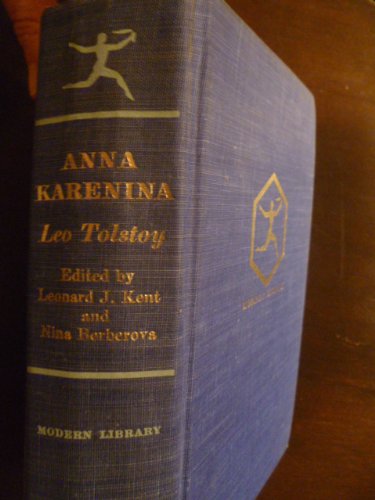 ANNA
KARENINA
Leo Tolstoy
Edited by
Leonard J. Kent
and
Nina Berberova
MODERN LIBRARY